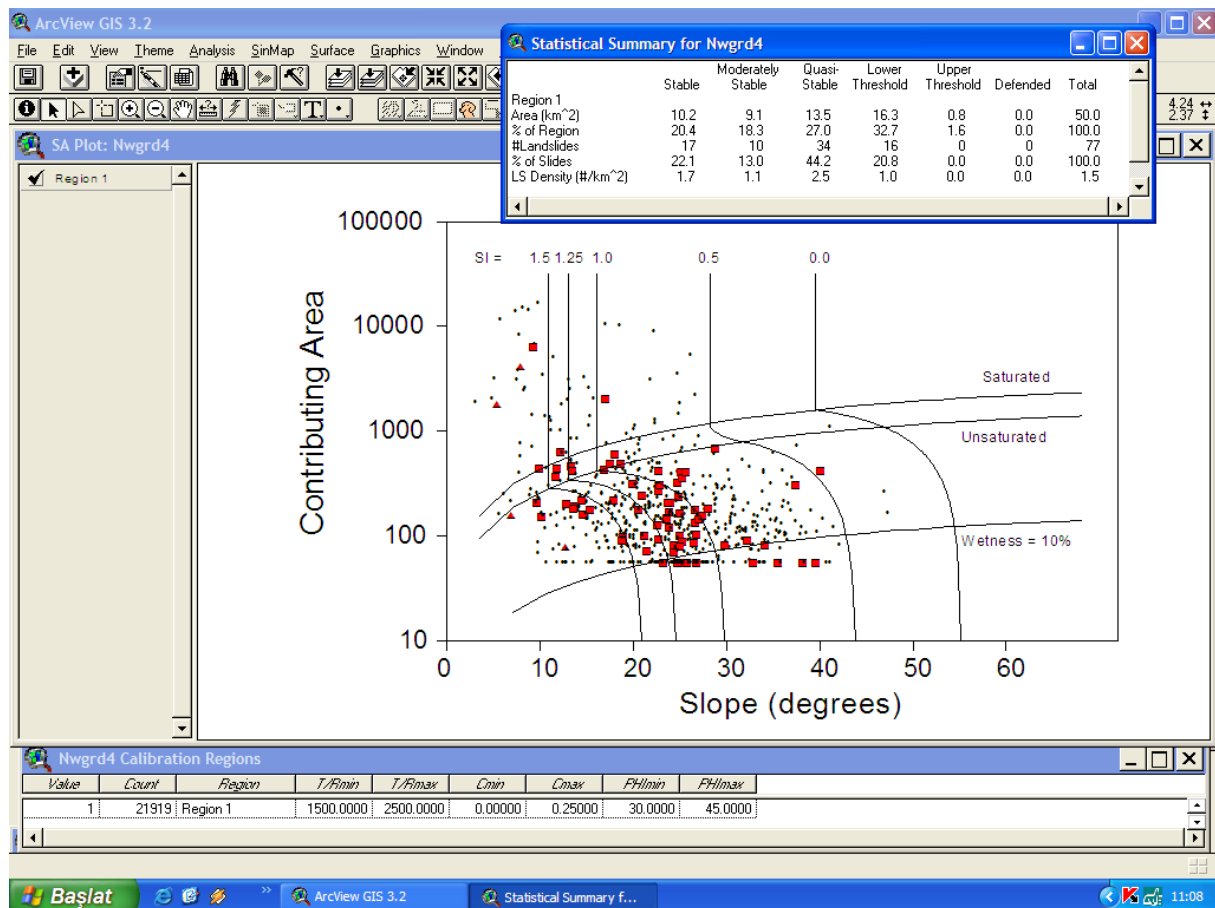 ArcView GIS 3.2
File Edit View Theme Analysis SinMap Surface Graphics Window
4.24
2.37
Statistical Summary for Nwgrd4
Stable Moderately Stable Quasi-Stable Lower Threshold Upper Threshold Defended Total
Region 1
Area (km^2) 10.2 9.1 13.5 16.3 0.8 0.0 50.0
% of Region 20.4 18.3 27.0 32.7 1.6 0.0 100.0
#Landslides 17 10 34 16 0 0 77
% of Slides 22.1 13.0 44.2 20.8 0.0 0.0 100.0
LS Density (#/km^2) 1.7 1.1 2.5 1.0 0.0 0.0 1.5
SA Plot: Nwgrd4
Region 1
100000
SI = 1.5 1.25 1.0 0.5 0.0
10000
Contributing Area
Saturated
1000
Unsaturated
100
Wetness = 10%
10
0 10 20 30 40 50 60
Slope (degrees)
Nwgrd4 Calibration Regions
Value Count Region T/Rmin T/Rmax Cmin Cmax PHImin PHImax
1 21919 Region 1 1500.0000 2500.0000 0.00000 0.25000 30.0000 45.0000
Başlat ArcView GIS 3.2 Statistical Summary f... 11:08